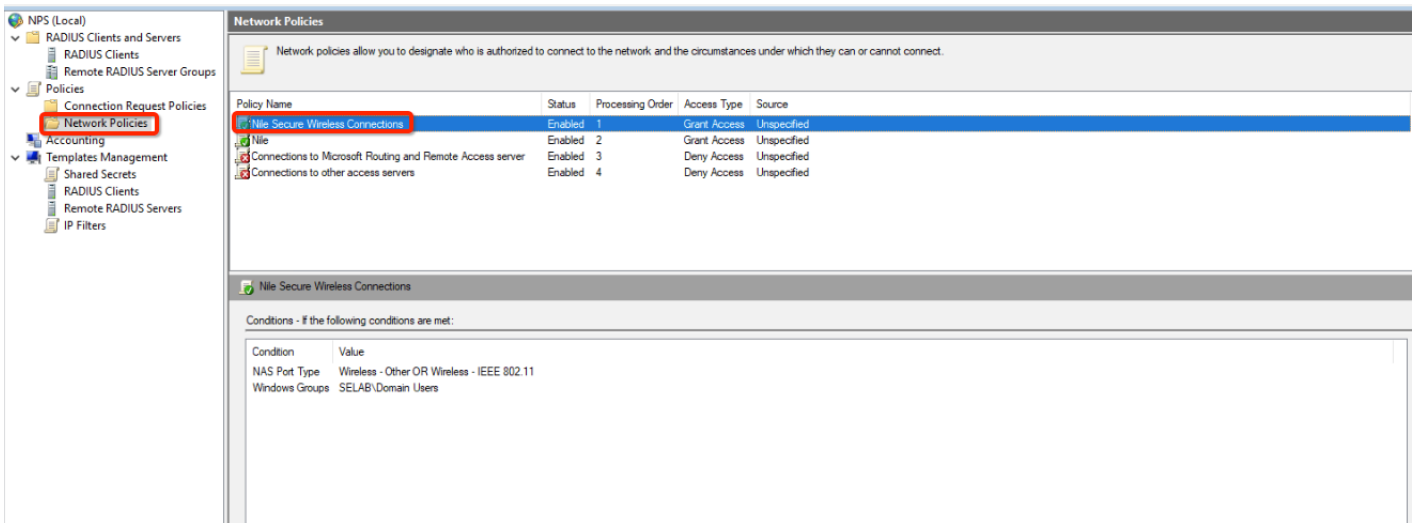 NPS (Local)
RADIUS Clients and Servers
RADIUS Clients
Remote RADIUS Server Groups
Policies
Connection Request Policies
Network Policies
Accounting
Templates Management
Shared Secrets
RADIUS Clients
Remote RADIUS Servers
IP Filters
Network Policies
Network policies allow you to designate who is authorized to connect to the network and the circumstances under which they can or cannot connect.
Policy Name Status Processing Order Access Type Source
Nile Secure Wireless Connections Enabled 1 Grant Access Unspecified
Nile Enabled 2 Grant Access Unspecified
Connections to Microsoft Routing and Remote Access server Enabled 3 Deny Access Unspecified
Connections to other access servers Enabled 4 Deny Access Unspecified
Nile Secure Wireless Connections
Conditions - If the following conditions are met:
Condition Value
NAS Port Type Wireless - Other OR Wireless - IEEE 802.11
Windows Groups SELAB\Domain Users